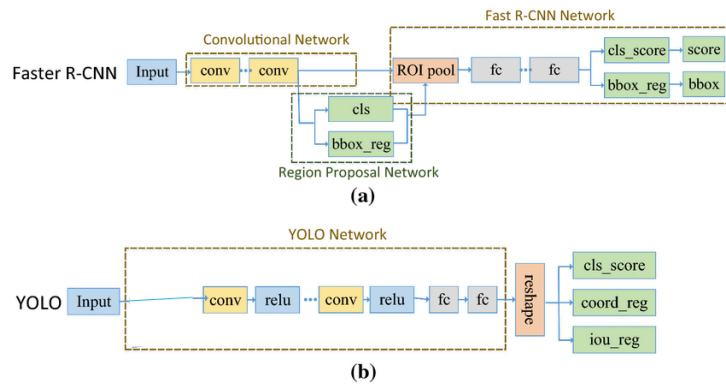 Fast R-CNN Network
Convolutional Network
Faster R-CNN
Input
conv
conv
ROI pool
fc
fc
cls_score
score
bbox_reg
bbox
cls
bbox_reg
Region Proposal Network
(a)
YOLO Network
YOLO
Input
conv
relu
conv
relu
fc
fc
reshape
cls_score
coord_reg
iou_reg
(b)